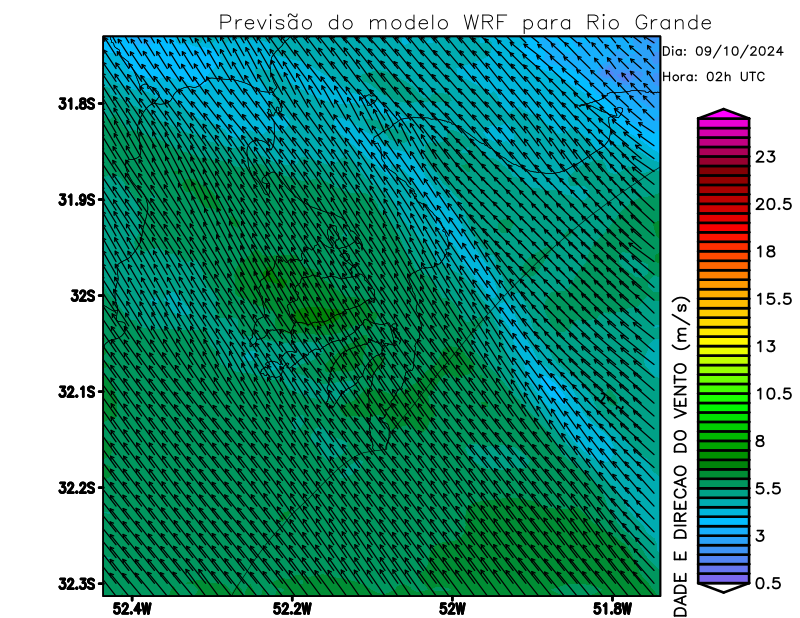 Previsão do modelo WRF para Rio Grande
Dia: 09/10/2024
Hora: 02h UTC
31.8S
31.9S
32S
32.1S
32.2S
32.3S
52.4W
52.2W
52W
51.8W
23
20.5
18
15.5
13
10.5
8
5.5
3
0.5
DADE E DIRECAO DO VENTO (m/s)